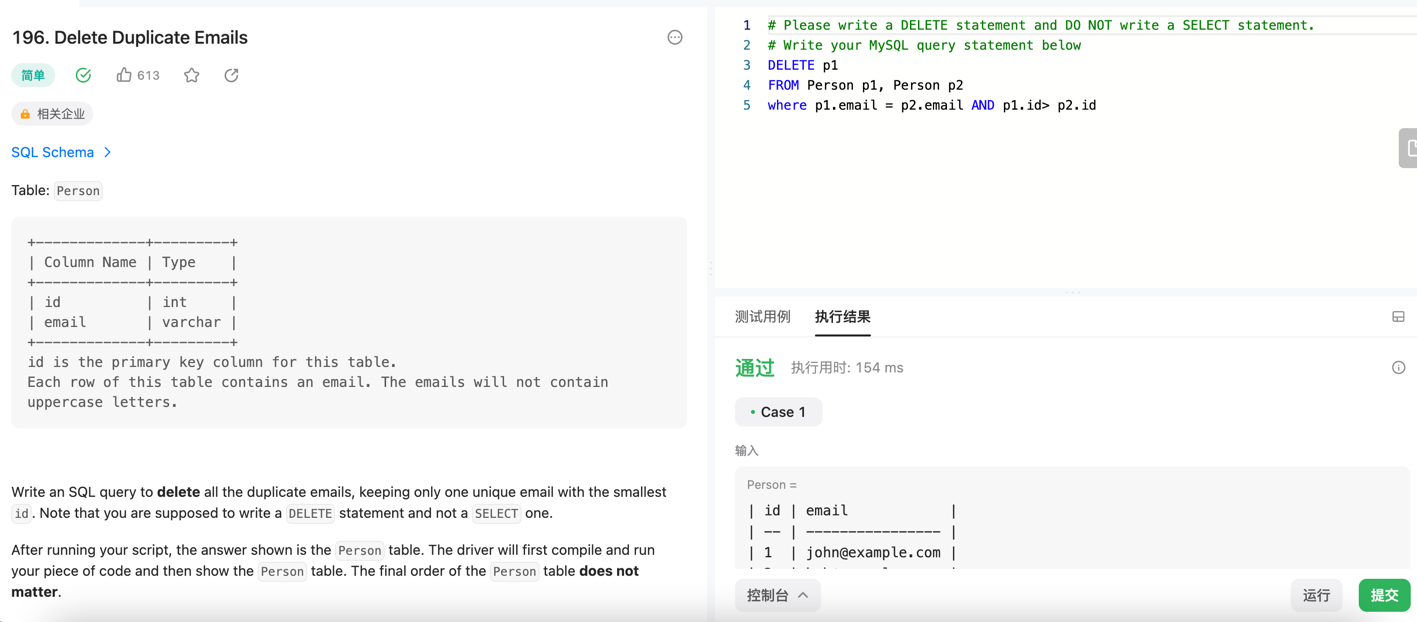 196. Delete Duplicate Emails
简单
613
相关企业
SQL Schema
Table: Person
+-------------+---------+
| Column Name | Type    |
+-------------+---------+
| id          | int     |
| email       | varchar |
+-------------+---------+
id is the primary key column for this table.
Each row of this table contains an email. The emails will not contain
uppercase letters.
Write an SQL query to delete all the duplicate emails, keeping only one unique email with the smallest
id. Note that you are supposed to write a DELETE statement and not a SELECT one.
After running your script, the answer shown is the Person table. The driver will first compile and run
your piece of code and then show the Person table. The final order of the Person table does not
matter.
1 # Please write a DELETE statement and DO NOT write a SELECT statement.
2 # Write your MySQL query statement below
3 DELETE p1
4 FROM Person p1, Person p2
5 where p1.email = p2.email AND p1.id> p2.id
测试用例 执行结果
通过 执行用时: 154 ms
• Case 1
输入
Person =
| id | email            |
| -- | ---------------- |
| 1  | john@example.com |
控制台 运行 提交